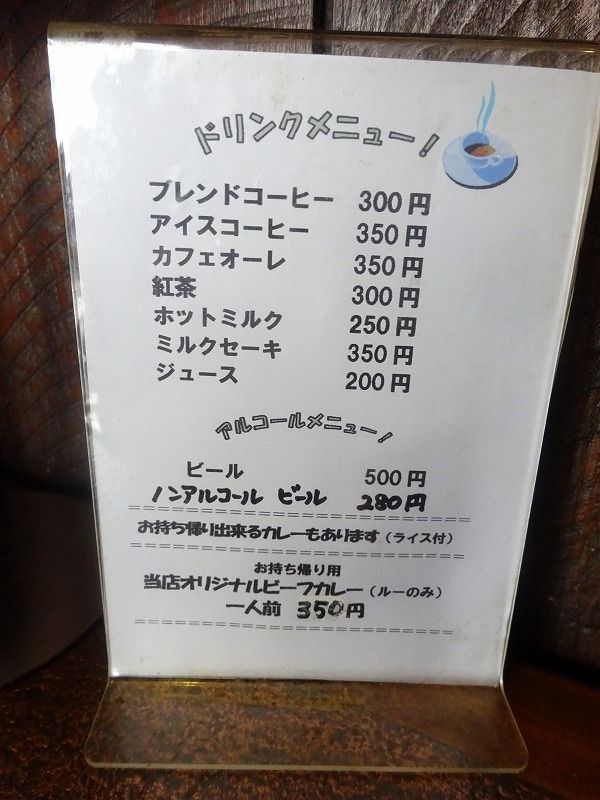 ドリンクメニュー!
ブレンドコーヒー 300円
アイスコーヒー 350円
カフェオーレ 350円
紅茶 300円
ホットミルク 250円
ミルクセーキ 350円
ジュース 200円
アルコールメニュー!
ビール 500円
ノンアルコール ビール 280円
お持ち帰り出来るカレーもあります(ライス付)
お持ち帰り用
当店オリジナルビーフカレー(ルーのみ)
一人前 350円